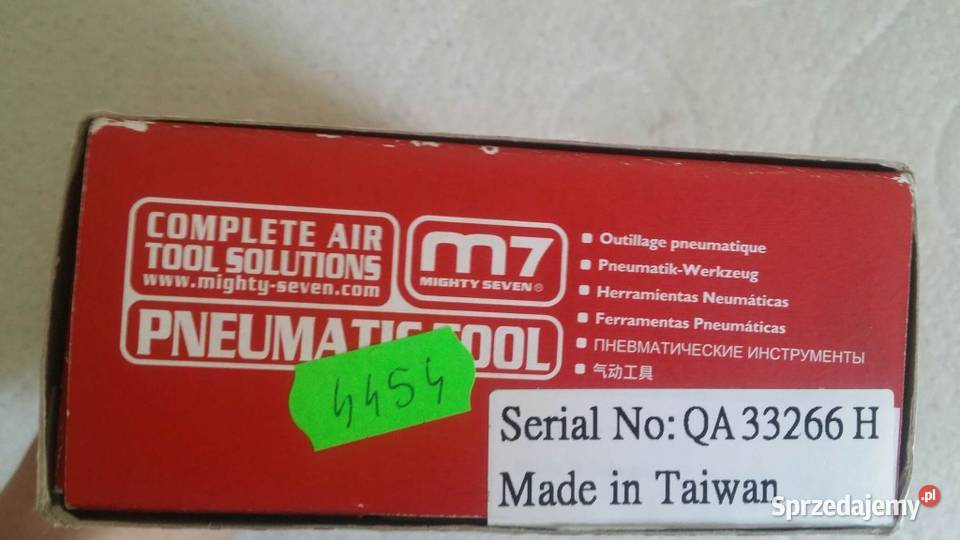 COMPLETE AIR
TOOL SOLUTIONS
www.mighty-seven.com
m7
MIGHTY SEVEN®
PNEUMATIC TOOL
4454
Outillage pneumatique
Pneumatik-Werkzeug
Herramientas Neumáticas
Ferramentas Pneumáticas
ПНЕВМАТИЧЕСКИЕ ИНСТРУМЕНТЫ
气动工具
Serial No: QA 33266 H
Made in Taiwan
Sprzedajemy.pl